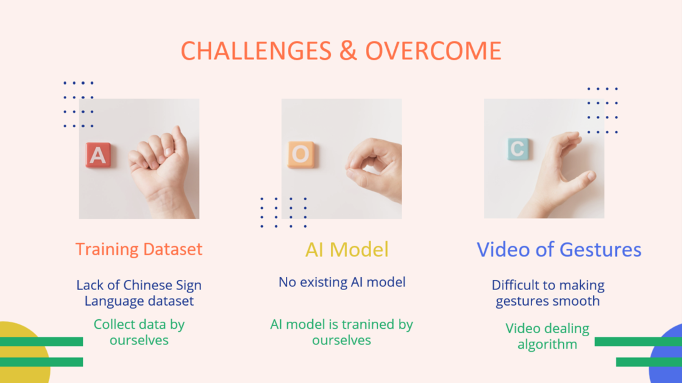 CHALLENGES & OVERCOME
A
O
C
Training Dataset
AI Model
Video of Gestures
Lack of Chinese Sign
Language dataset
No existing AI model
Difficult to making
gestures smooth
Collect data by
ourselves
AI model is tranined by
ourselves
Video dealing
algorithm